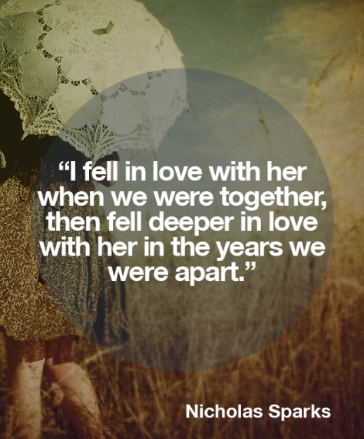 “I fell in love with her
when we were together,
then fell deeper in love
with her in the years we
were apart.”
Nicholas Sparks